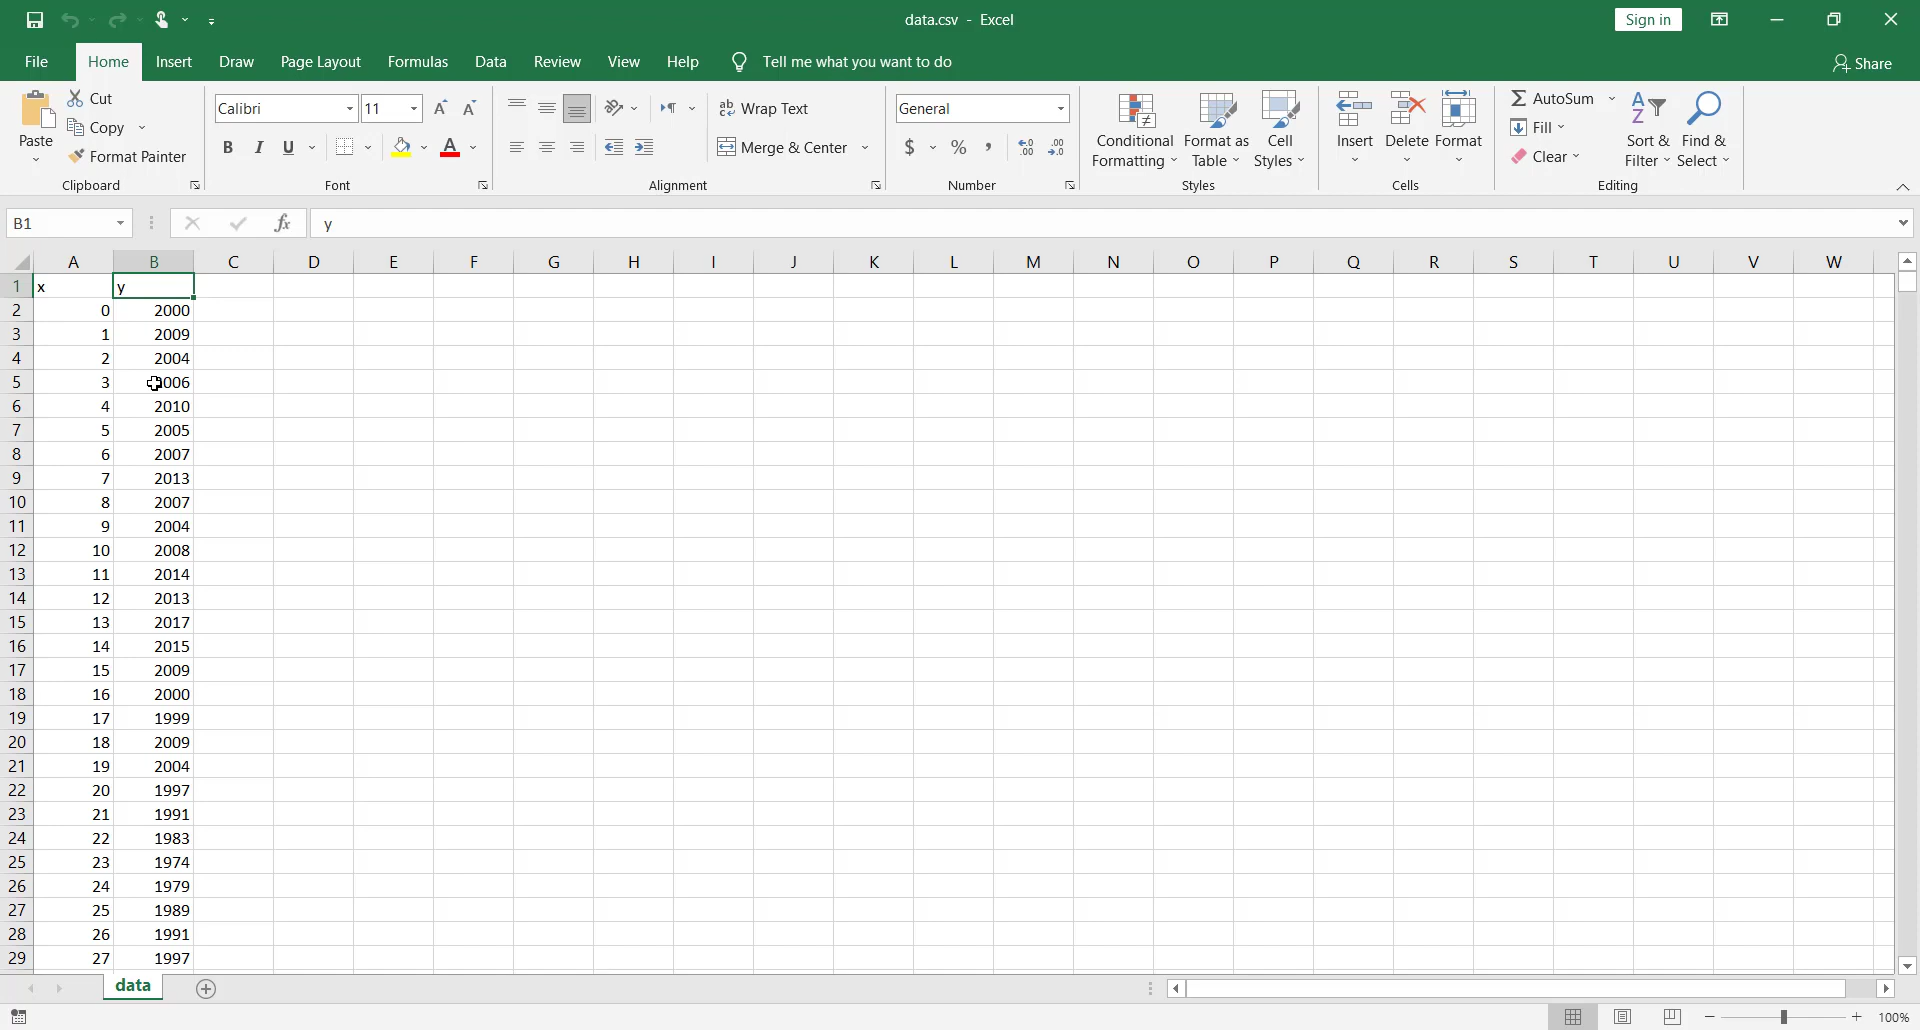 data.csv - Excel
Sign in
File Home Insert Draw Page Layout Formulas Data Review View Help Tell me what you want to do Share
Paste
Cut
Copy
Format Painter
Clipboard
Calibri 11
B I U A
Font
ab Wrap Text
Merge & Center
Alignment
General
$ % ,
Number
Conditional Formatting
Format as Table
Cell Styles
Styles
Insert Delete Format
Cells
AutoSum
Fill
Clear
Sort & Filter
Find & Select
Editing
B1 fx y
A B C D E F G H I J K L M N O P Q R S T U V W
1 x y
2 0 2000
3 1 2009
4 2 2004
5 3 006
6 4 2010
7 5 2005
8 6 2007
9 7 2013
10 8 2007
11 9 2004
12 10 2008
13 11 2014
14 12 2013
15 13 2017
16 14 2015
17 15 2009
18 16 2000
19 17 1999
20 18 2009
21 19 2004
22 20 1997
23 21 1991
24 22 1983
25 23 1974
26 24 1979
27 25 1989
28 26 1991
29 27 1997
data
100%